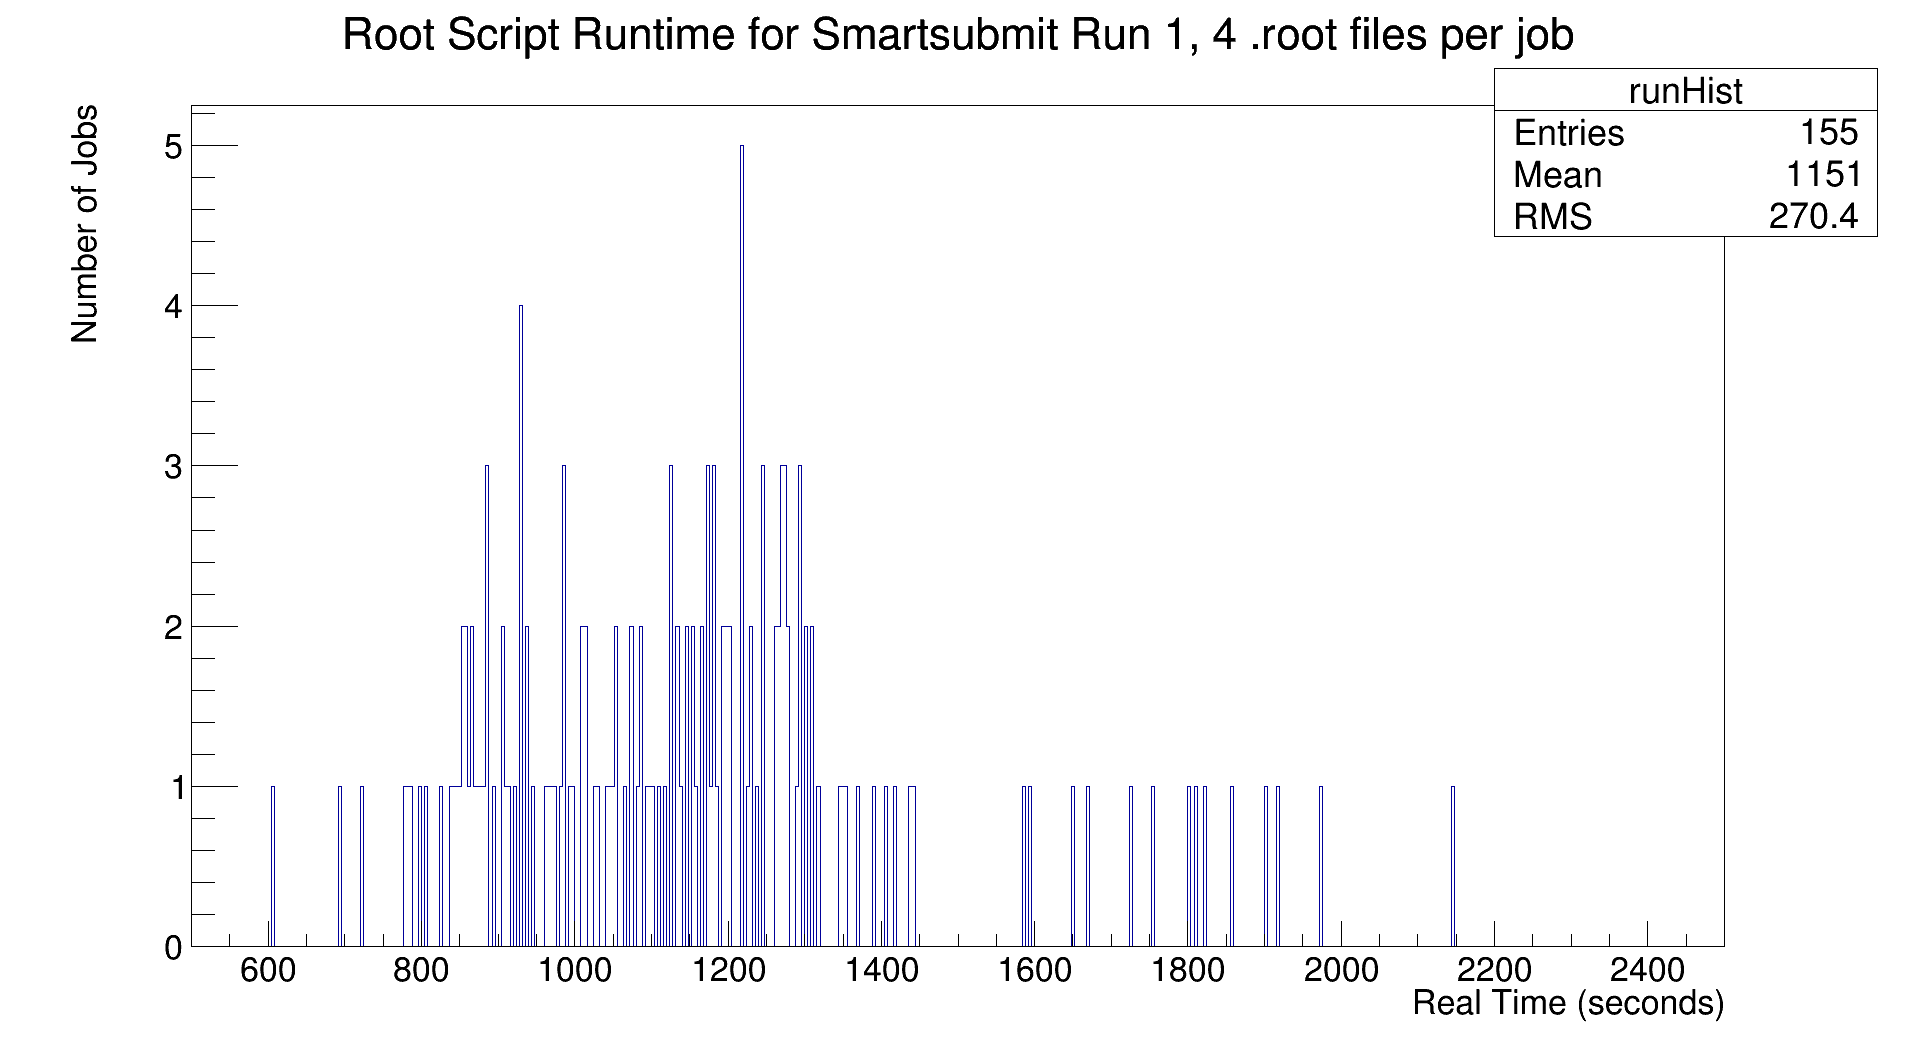 Root Script Runtime for Smartsubmit Run 1, 4 .root files per job
runHist
Entries 155
Mean 1151
RMS 270.4
Number of Jobs
5
4
3
2
1
0
600 800 1000 1200 1400 1600 1800 2000 2200 2400
Real Time (seconds)